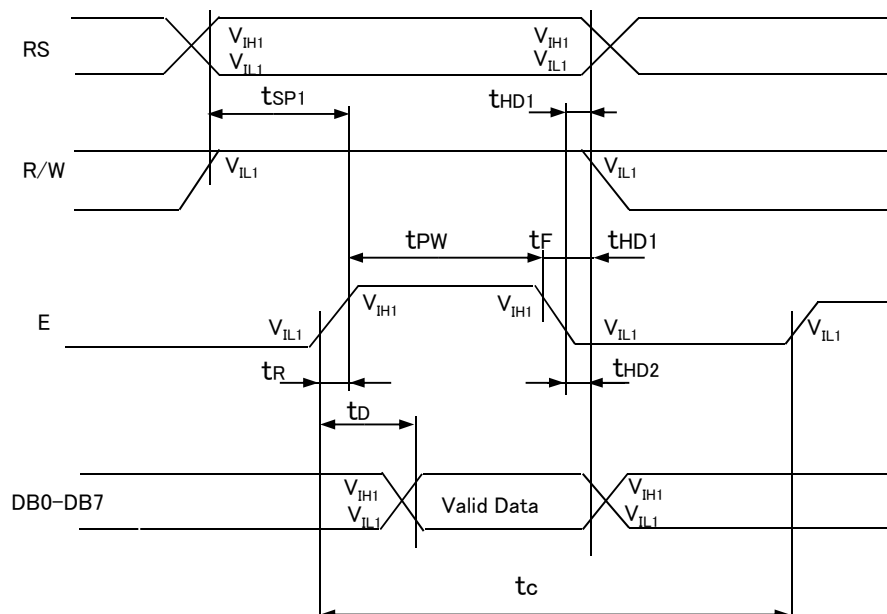 RS VIH1 VIH1
VIL1 VIL1
tSP1 tHD1
R/W VIL1 VIL1
tPW tF tHD1
E VIH1 VIH1
VIL1 VIL1 VIL1
tR tHD2
tD
DB0-DB7 VIH1 Valid Data VIH1
VIL1 VIL1
tc